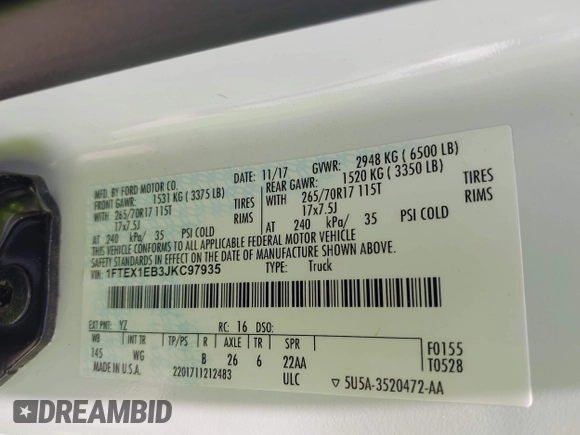 MFD. BY FORD MOTOR CO.
DATE: 11/17 GVWR: 2948 KG ( 6500 LB)
FRONT GAWR: 1531 KG ( 3375 LB) REAR GAWR: 1520 KG ( 3350 LB)
WITH 265/70R17 115T TIRES WITH 265/70R17 115T TIRES
17x7.5J RIMS 17x7.5J RIMS
AT 240 kPa/ 35 PSI COLD AT 240 kPa/ 35 PSI COLD
THIS VEHICLE CONFORMS TO ALL APPLICABLE FEDERAL MOTOR VEHICLE
SAFETY STANDARDS IN EFFECT ON THE DATE OF MANUFACTURE SHOWN ABOVE.
VIN: 1FTEX1EB3JKC97935 TYPE: Truck
EXT PNT: YZ RC: 16 DSO:
WB INT TR TP/PS R AXLE TR SPR
145 WG B 26 6 22AA
F0155
T0528
MADE IN U.S.A. 2201711212483 ULC ▽ 5U5A-3520472-AA
DREAMBID